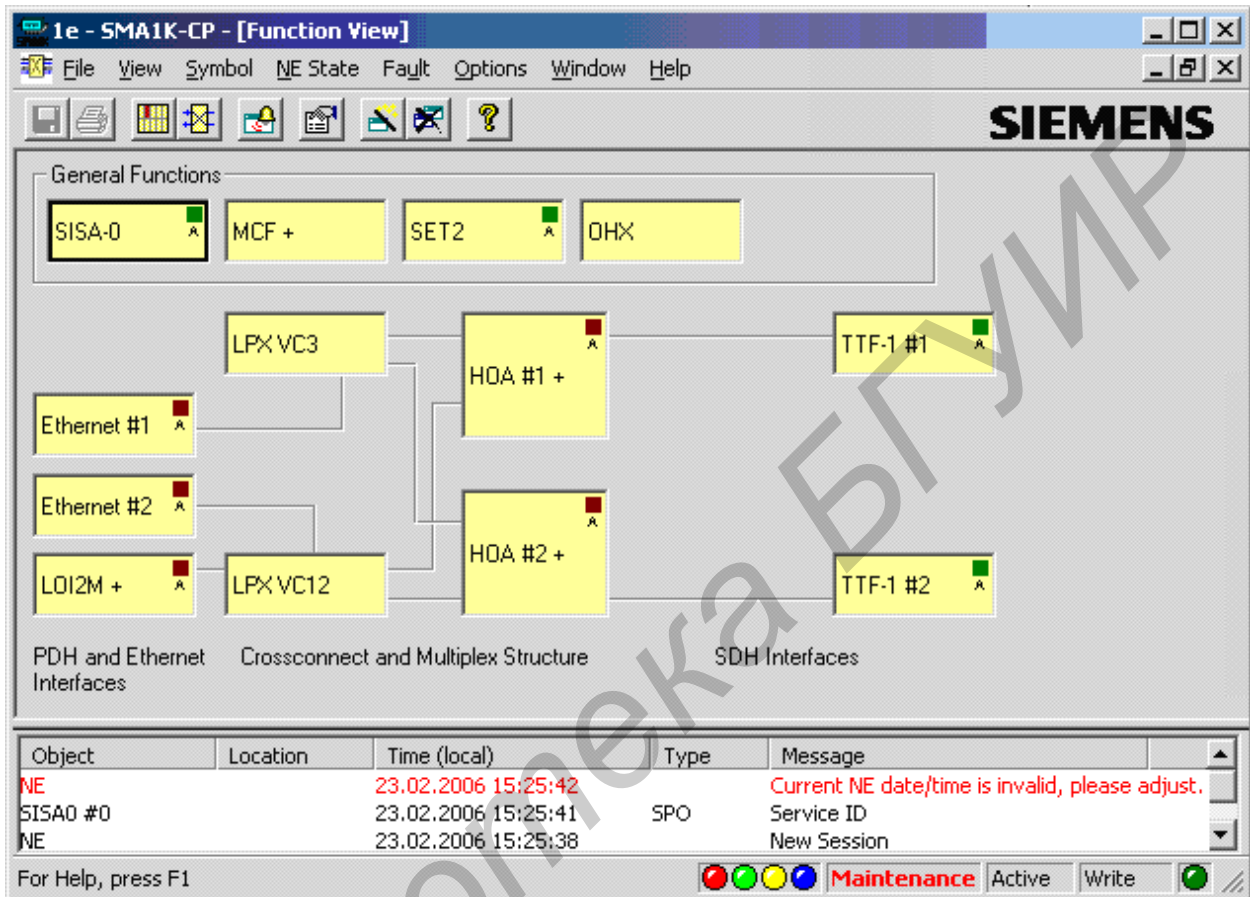 1e - SMA1K-CP - [Function View]
File View Symbol NE State Fault Options Window Help
SIEMENS
General Functions
SISA-0 A MCF + SET2 A OHX
LPX VC3 HOA #1 + A TTF-1 #1 A
Ethernet #1 A
Ethernet #2 A
HOA #2 + A
LOI2M + A LPX VC12 TTF-1 #2 A
PDH and Ethernet Interfaces
Crossconnect and Multiplex Structure
SDH Interfaces
Object Location Time (local) Type Message
NE 23.02.2006 15:25:42 Current NE date/time is invalid, please adjust.
SISA0 #0 23.02.2006 15:25:41 SPO Service ID
NE 23.02.2006 15:25:38 New Session
For Help, press F1 Maintenance Active Write
отека БГУИР